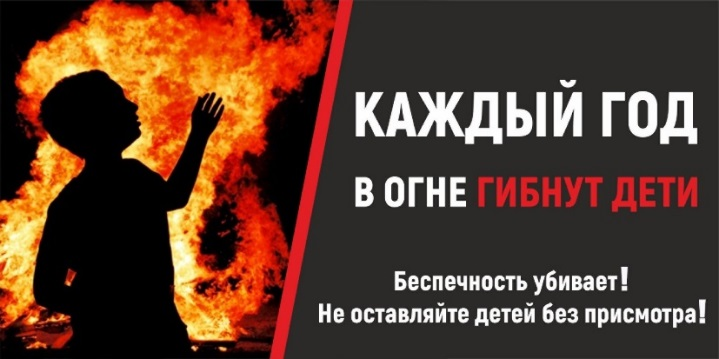 КАЖДЫЙ ГОД
В ОГНЕ ГИБНУТ ДЕТИ
Беспечность убивает!
Не оставляйте детей без присмотра!